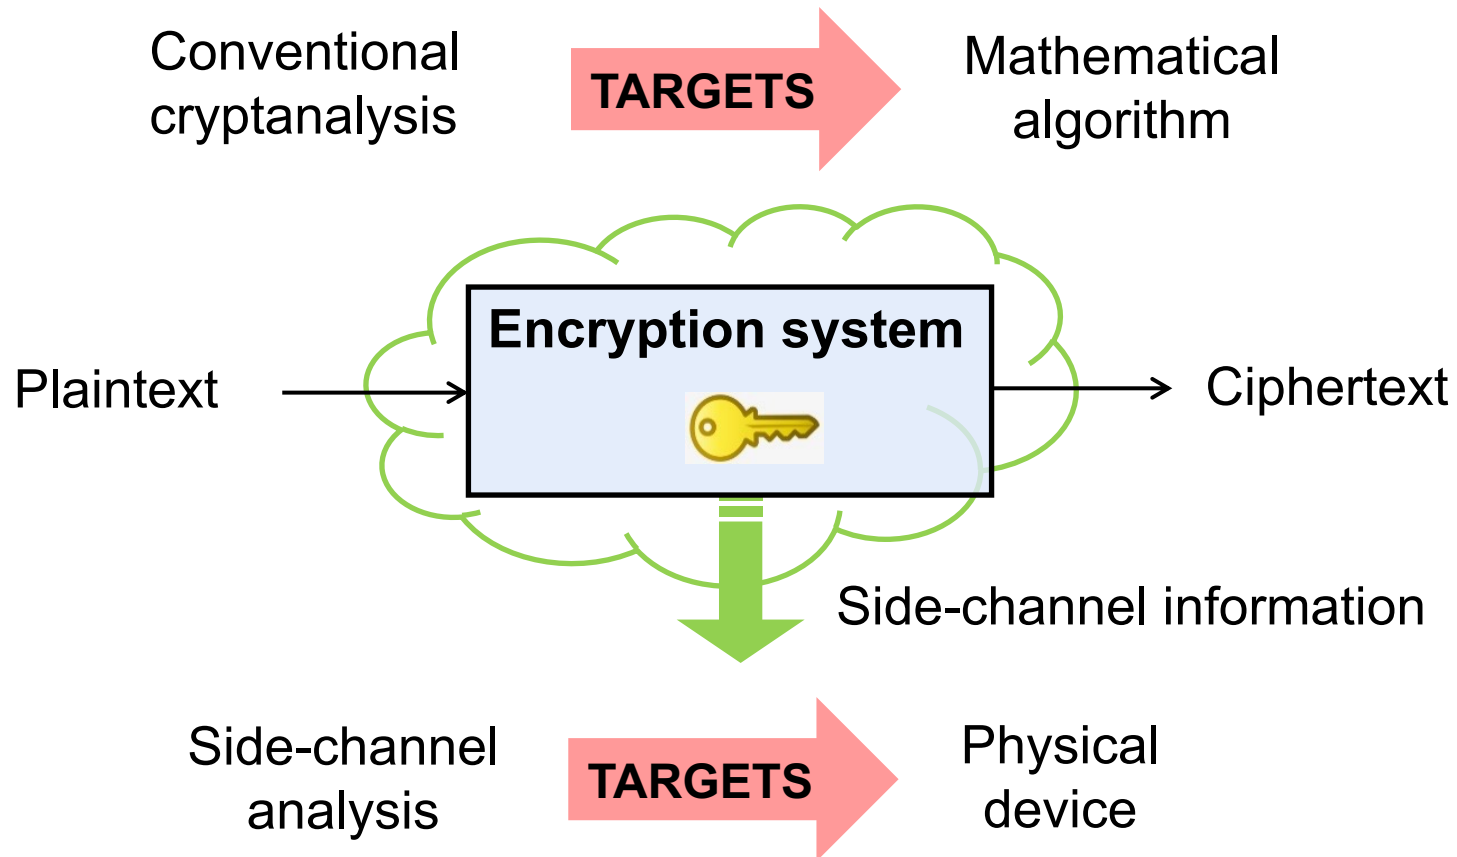 Conventional
cryptanalysis
TARGETS
Mathematical
algorithm
Encryption system
Plaintext
Ciphertext
Side-channel information
Side-channel
analysis
TARGETS
Physical
device